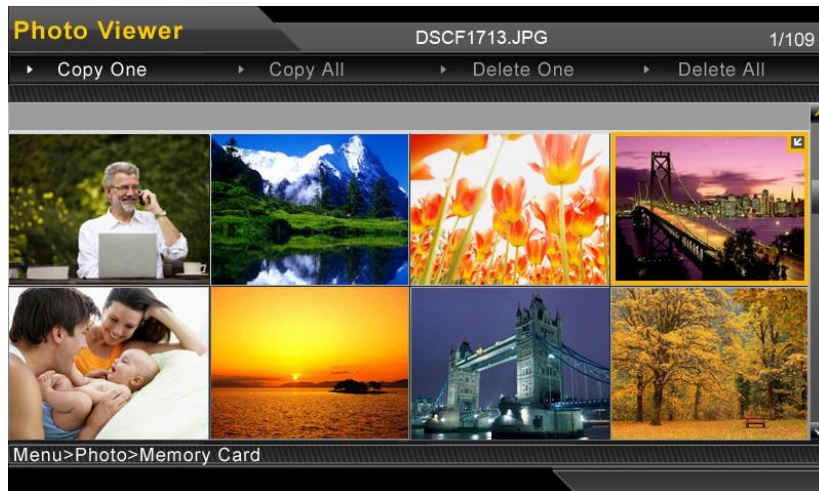 Photo Viewer
DSCF1713.JPG
1/109
Copy One
Copy All
Delete One
Delete All
Menu>Photo>Memory Card